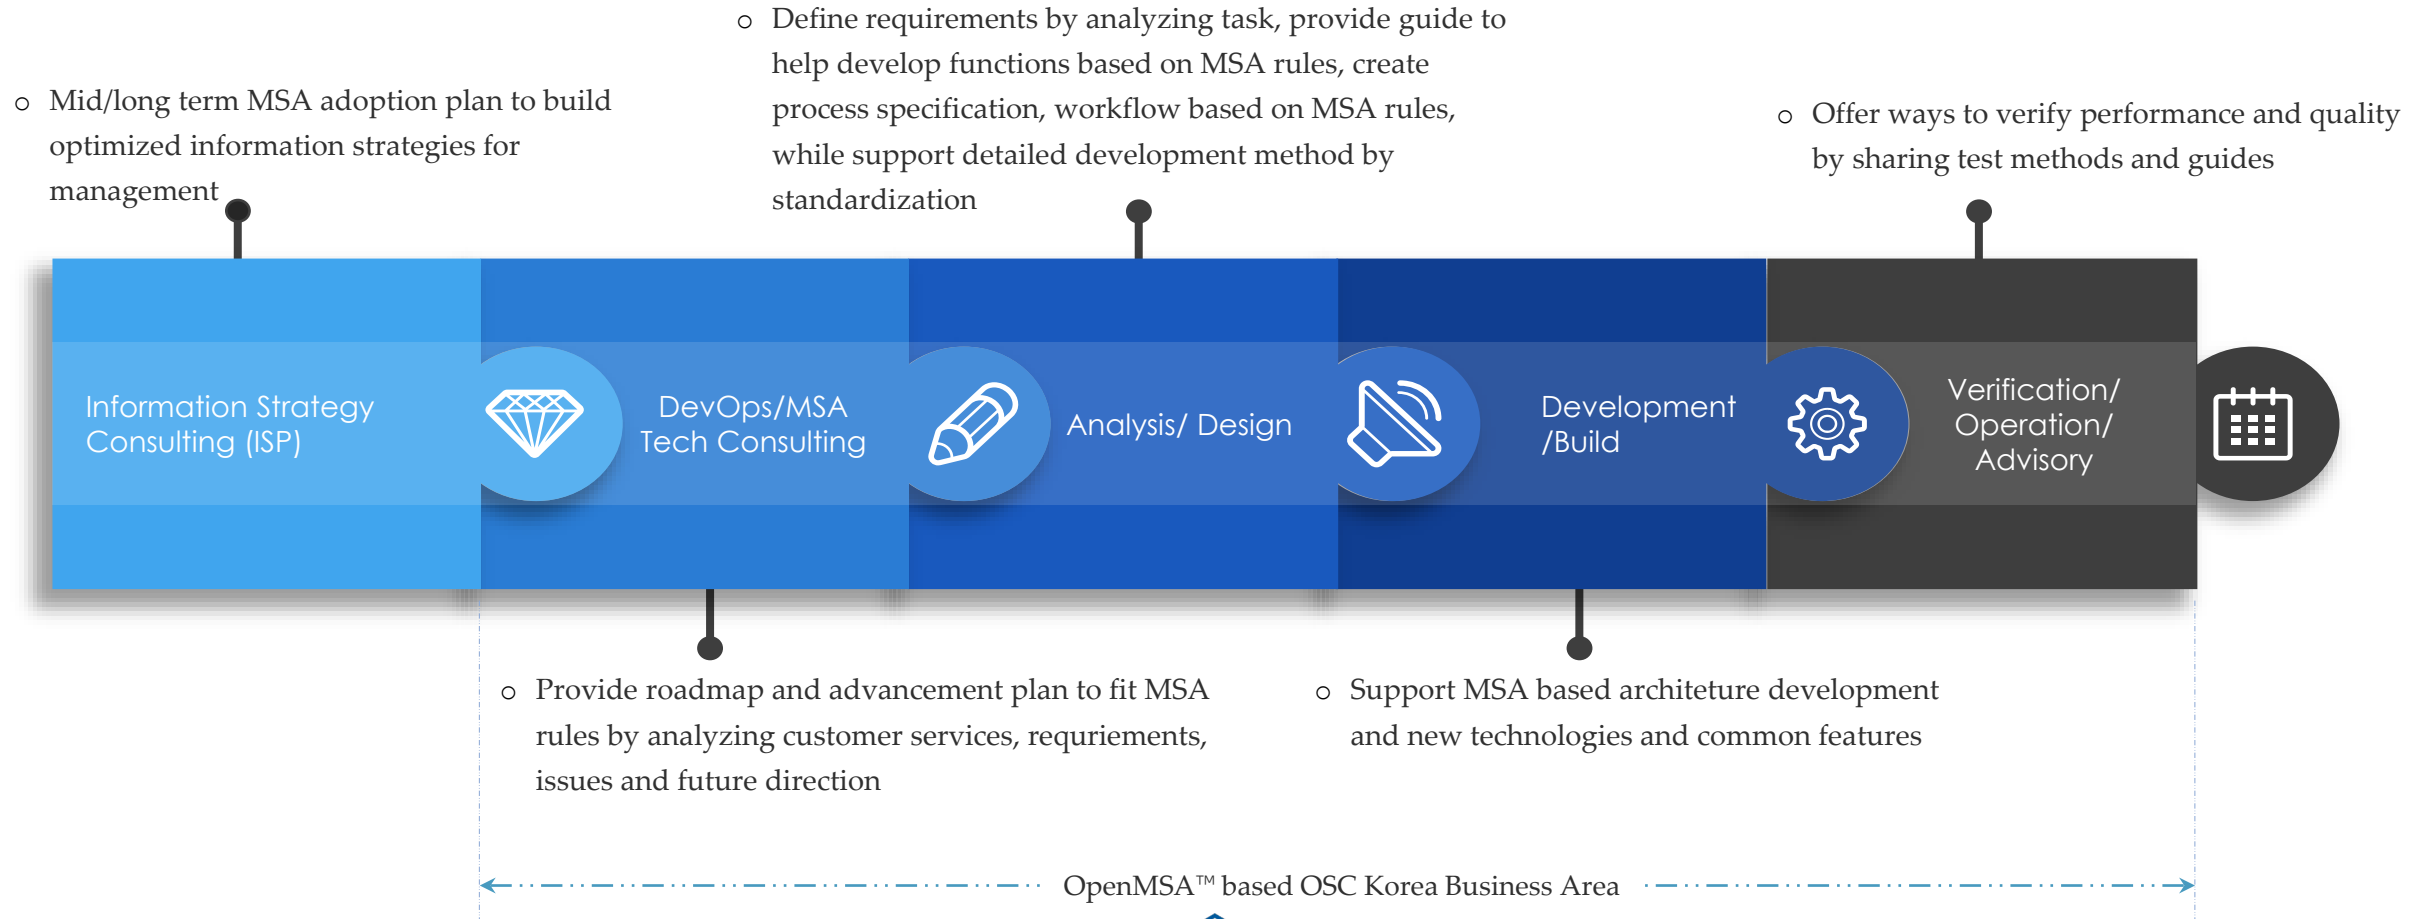 ○ Mid/long term MSA adoption plan to build
optimized information strategies for
management
○ Define requirements by analyzing task, provide guide to
help develop functions based on MSA rules, create
process specification, workflow based on MSA rules,
while support detailed development method by
standardization
○ Offer ways to verify performance and quality
by sharing test methods and guides
Information Strategy
Consulting (ISP)
DevOps/MSA
Tech Consulting
Analysis/ Design
Development
/Build
Verification/
Operation/
Advisory
○ Provide roadmap and advancement plan to fit MSA
rules by analyzing customer services, requriements,
issues and future direction
○ Support MSA based architeture development
and new technologies and common features
OpenMSA™ based OSC Korea Business Area